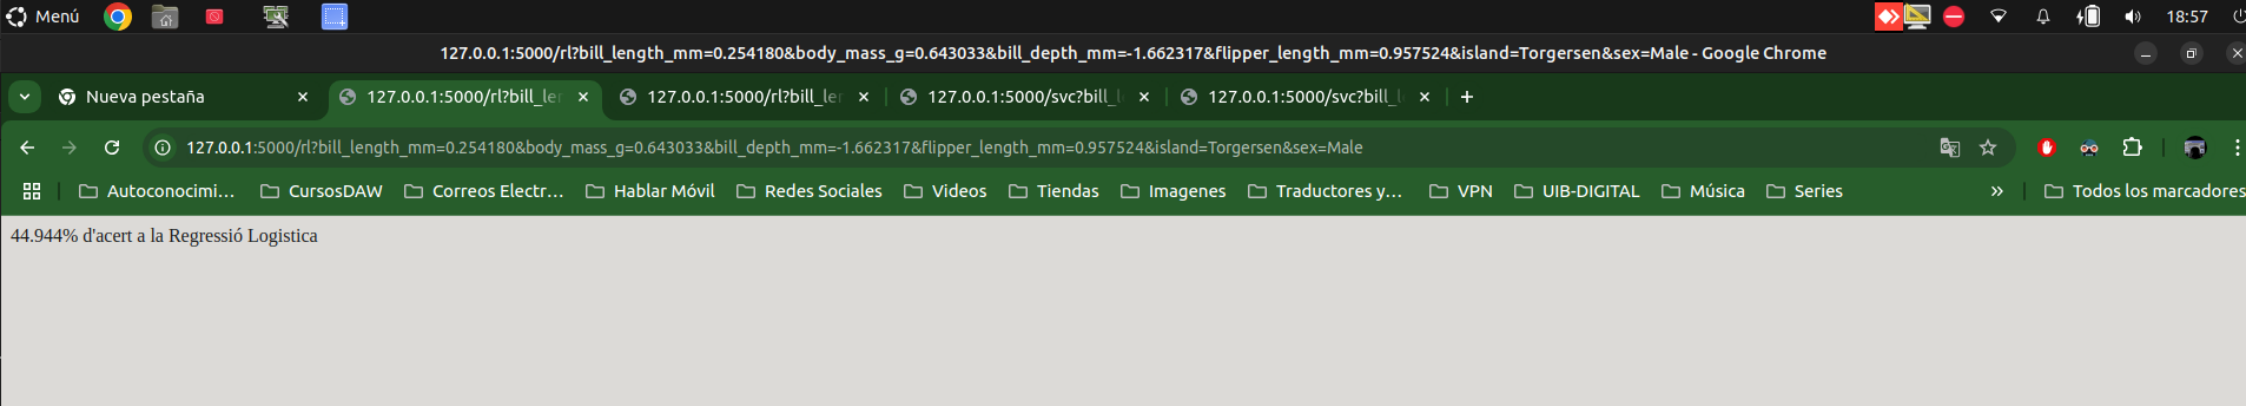 Menú 18:57
127.0.0.1:5000/rl?bill_length_mm=0.254180&body_mass_g=0.643033&bill_depth_mm=-1.662317&flipper_length_mm=0.957524&island=Torgersen&sex=Male - Google Chrome
Nueva pestaña 127.0.0.1:5000/rl?bill_ler 127.0.0.1:5000/rl?bill_ler 127.0.0.1:5000/svc?bill_l 127.0.0.1:5000/svc?bill_l
127.0.0.1:5000/rl?bill_length_mm=0.254180&body_mass_g=0.643033&bill_depth_mm=-1.662317&flipper_length_mm=0.957524&island=Torgersen&sex=Male
Autoconocimi... CursosDAW Correos Electr... Hablar Móvil Redes Sociales Videos Tiendas Imagenes Traductores y... VPN UIB-DIGITAL Música Series » Todos los marcadores
44.944% d'acert a la Regressió Logistica